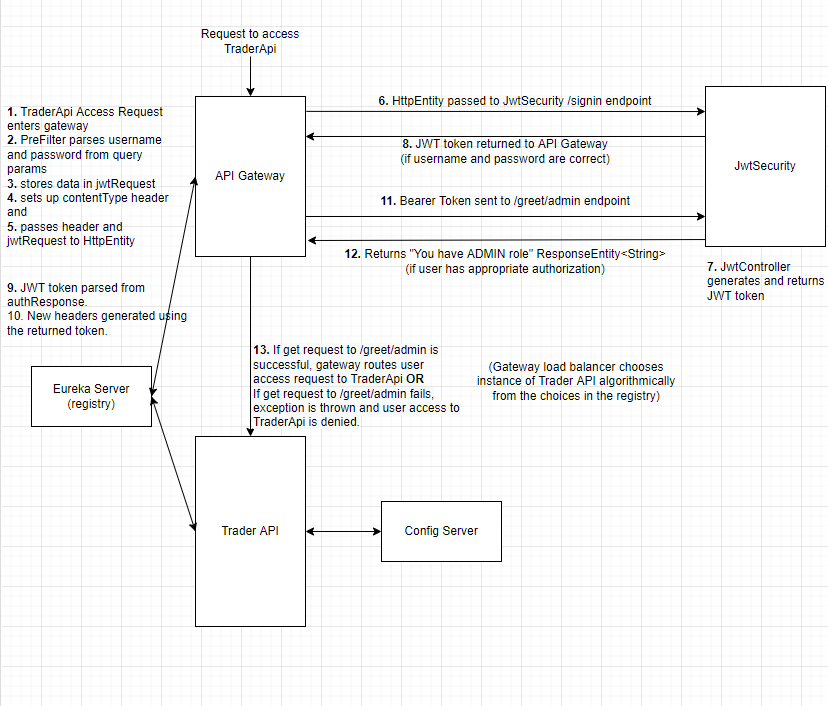 Request to access
TraderApi
1. TraderApi Access Request
enters gateway
2. PreFilter parses username
and password from query
params
3. stores data in jwtRequest
4. sets up contentType header
and
5. passes header and
jwtRequest to HttpEntity
API Gateway
6. HttpEntity passed to JwtSecurity /signin endpoint
8. JWT token returned to API Gateway
(if username and password are correct)
11. Bearer Token sent to /greet/admin endpoint
12. Returns "You have ADMIN role" ResponseEntity<String>
(if user has appropriate authorization)
JwtSecurity
7. JwtController
generates and returns
JWT token
9. JWT token parsed from
authResponse.
10. New headers generated using
the returned token.
Eureka Server
(registry)
13. If get request to /greet/admin is
successful, gateway routes user
access request to TraderApi OR
If get request to /greet/admin fails,
exception is thrown and user access to
TraderApi is denied.
(Gateway load balancer chooses
instance of Trader API algorithmically
from the choices in the registry)
Trader API
Config Server